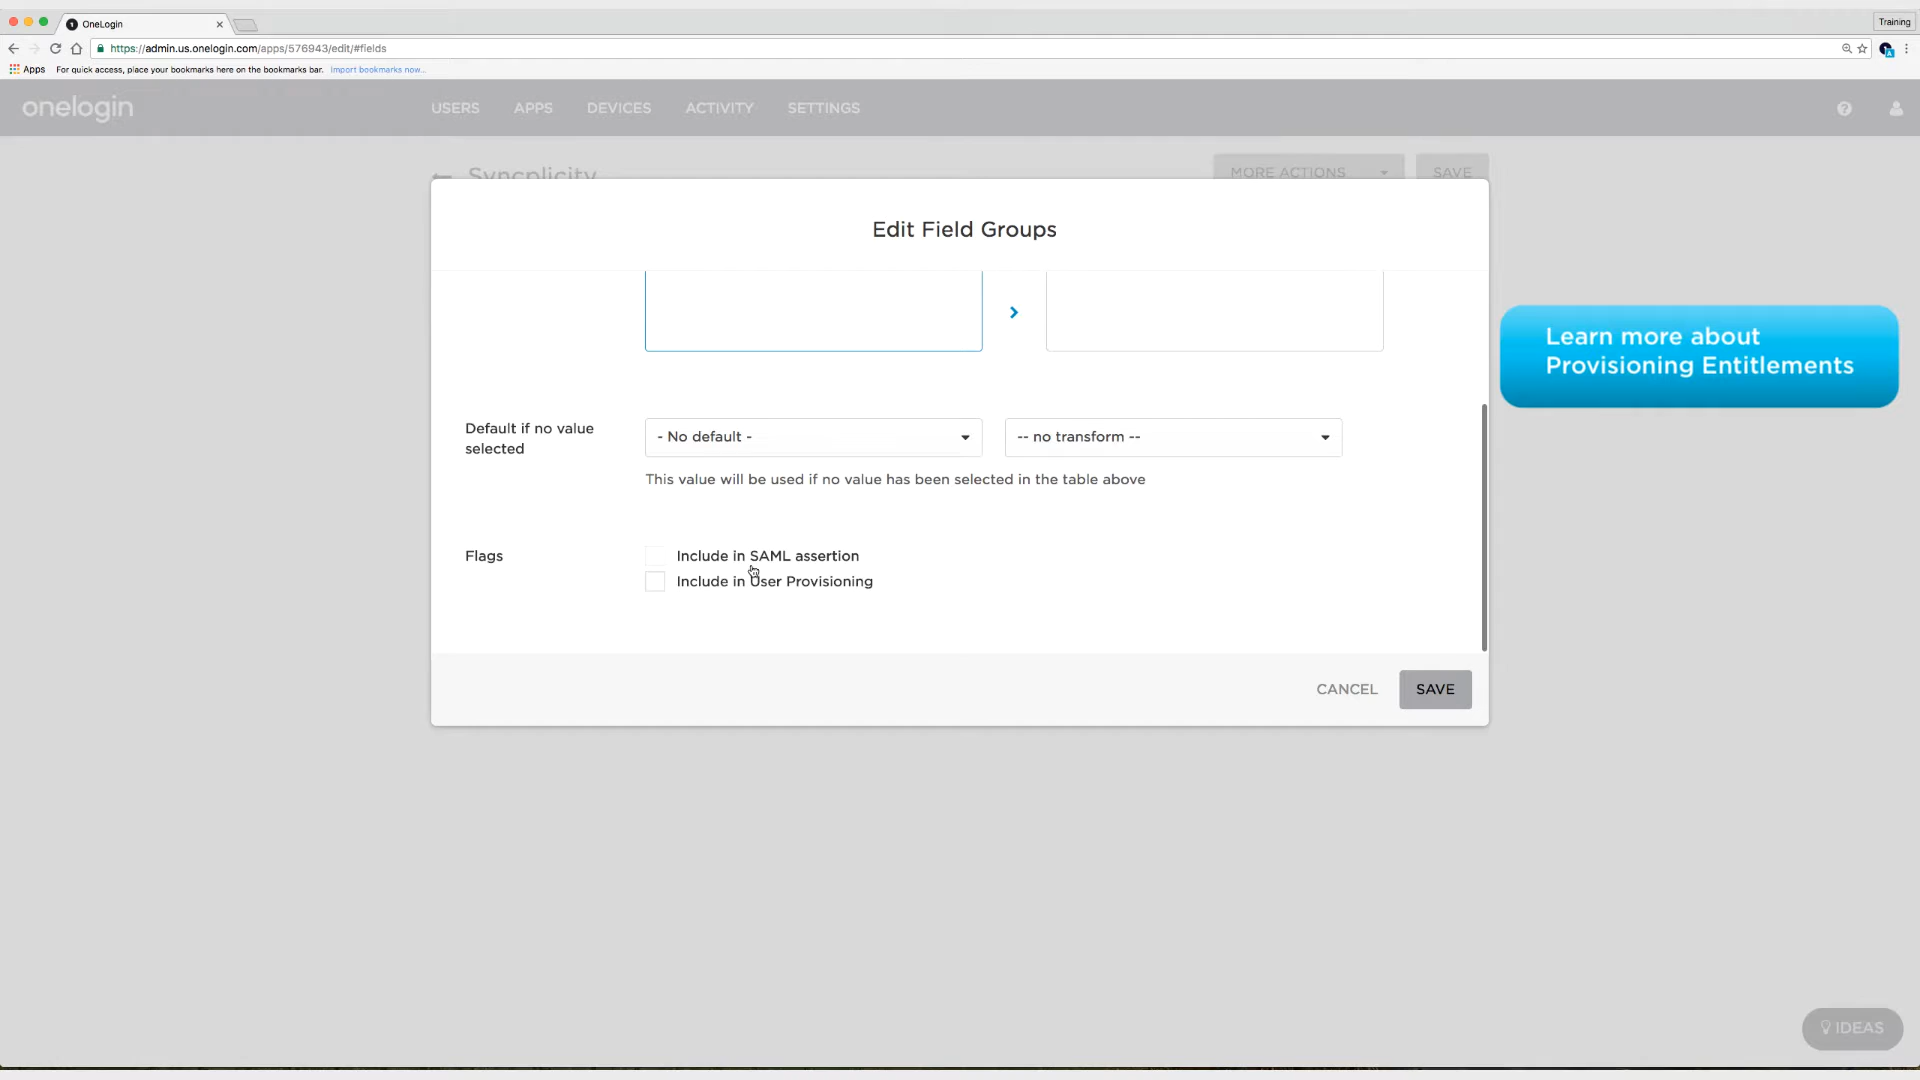 OneLogin
Training
https://admin.us.onelogin.com/apps/576943/edit/#fields
Apps For quick access, place your bookmarks here on the bookmarks bar. Import bookmarks now...
onelogin USERS APPS DEVICES ACTIVITY SETTINGS
Syncplicity MORE ACTIONS SAVE
Edit Field Groups
Learn more about
Provisioning Entitlements
Default if no value
selected
- No default -
-- no transform --
This value will be used if no value has been selected in the table above
Flags
Include in SAML assertion
Include in User Provisioning
CANCEL SAVE
IDEAS